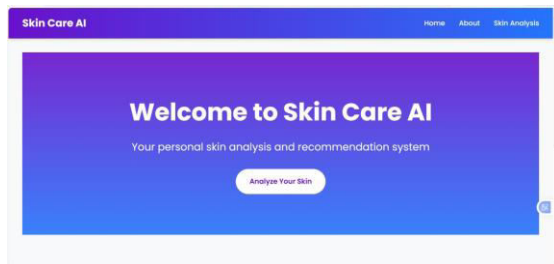 Skin Care AI
Home About Skin Analysis
Welcome to Skin Care AI
Your personal skin analysis and recommendation system
Analyze Your Skin